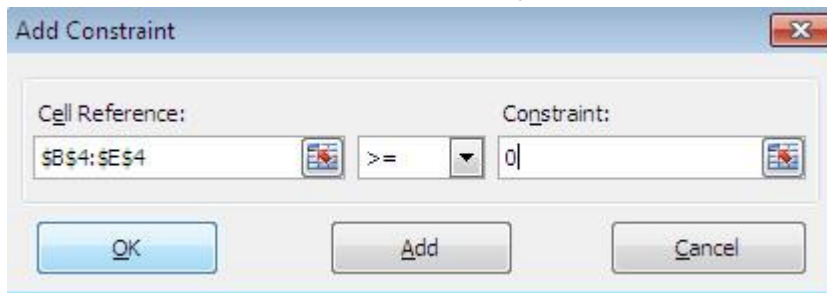 Add Constraint
Cell Reference: Constraint:
$B$4:$E$4 >= 0
OK Add Cancel